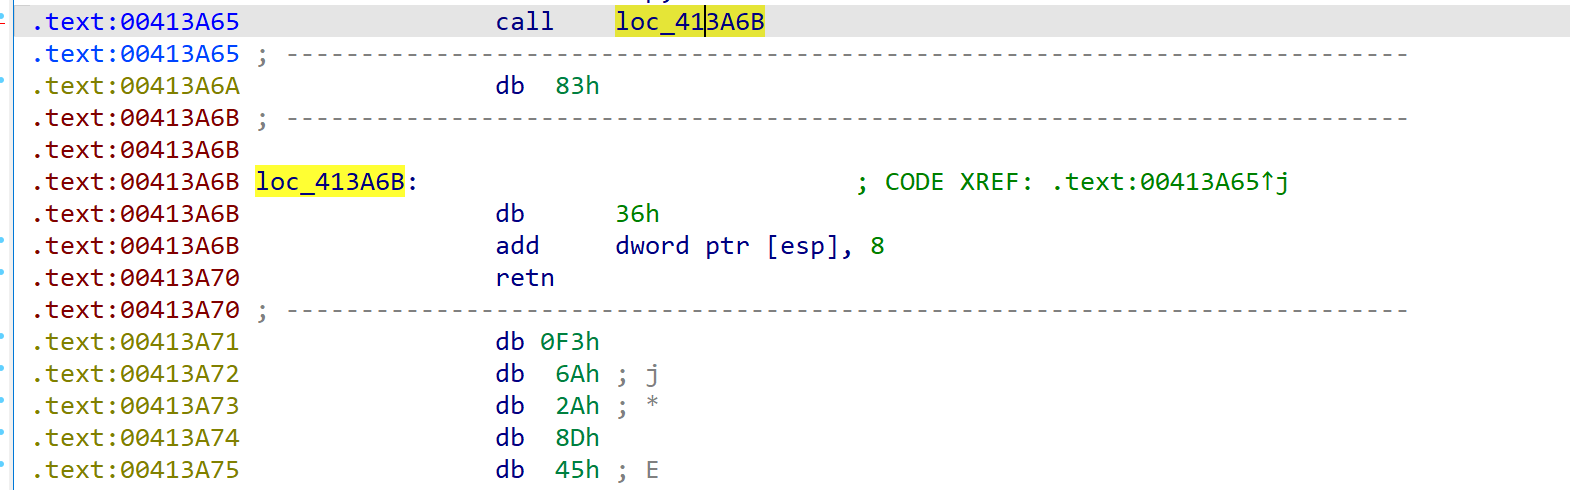 .text:00413A65                 call    loc_413A6B
.text:00413A65 ; ---------------------------------------------------------------------------
.text:00413A6A                 db  83h
.text:00413A6B ; ---------------------------------------------------------------------------
.text:00413A6B
.text:00413A6B loc_413A6B:                             ; CODE XREF: .text:00413A65↑j
.text:00413A6B                 db      36h
.text:00413A6B                 add     dword ptr [esp], 8
.text:00413A70                 retn
.text:00413A70 ; ---------------------------------------------------------------------------
.text:00413A71                 db 0F3h
.text:00413A72                 db  6Ah ; j
.text:00413A73                 db  2Ah ; *
.text:00413A74                 db  8Dh
.text:00413A75                 db  45h ; E